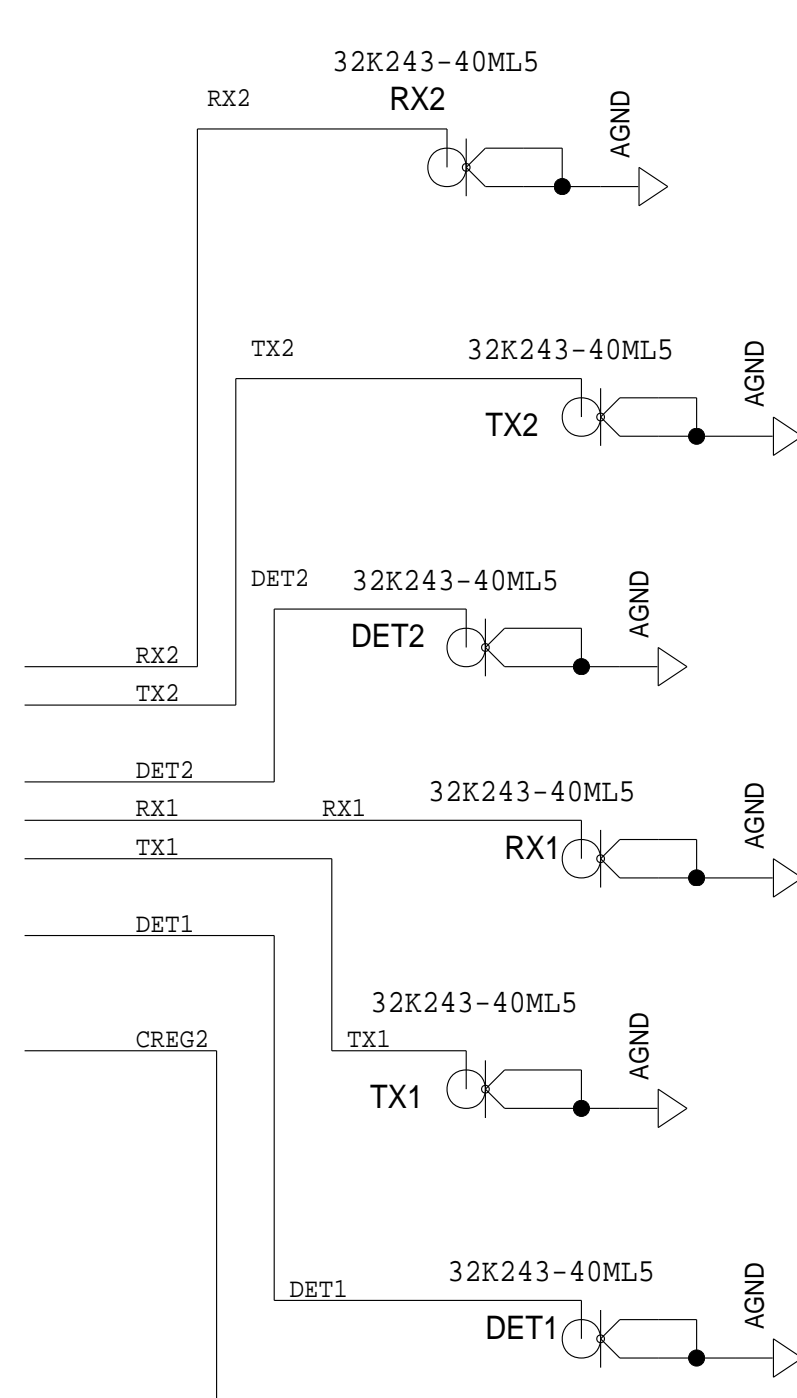 32K243-40ML5
RX2 RX2 AGND
TX2 32K243-40ML5 AGND
TX2
DET2 32K243-40ML5 AGND
DET2
RX2
TX2
DET2
32K243-40ML5 AGND
RX1 RX1
TX1 RX1
DET1
32K243-40ML5
CREG2 TX1 AGND
TX1
32K243-40ML5 AGND
DET1
DET1